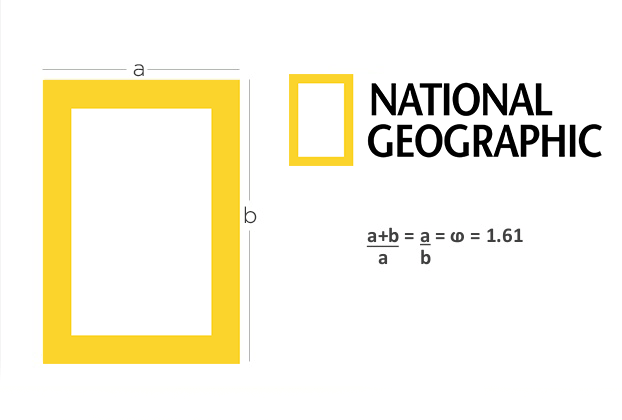 a
NATIONAL
GEOGRAPHIC
b
a+b = a = φ = 1.61
a b